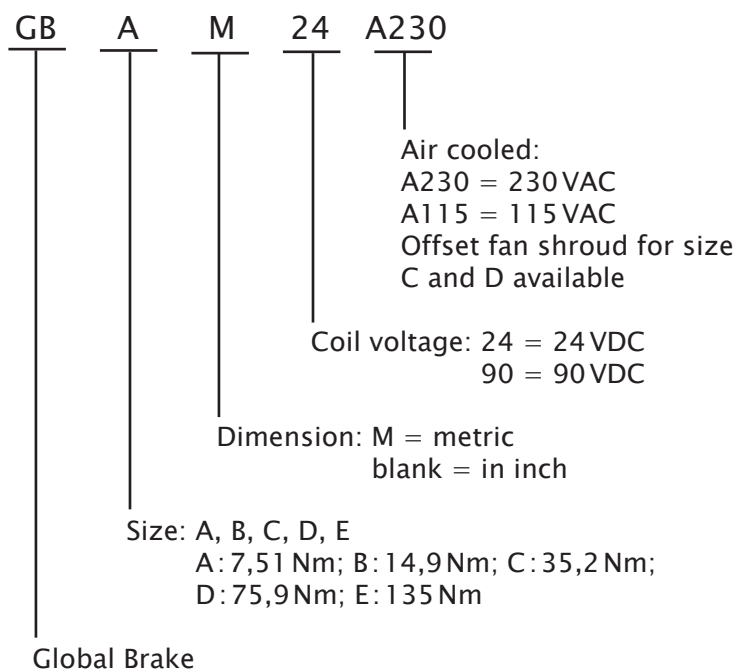 GB A M 24 A230
Air cooled:
A230 = 230 VAC
A115 = 115 VAC
Offset fan shroud for size
C and D available
Coil voltage: 24 = 24 VDC
90 = 90 VDC
Dimension: M = metric
blank = in inch
Size: A, B, C, D, E
A: 7,51 Nm; B: 14,9 Nm; C: 35,2 Nm;
D: 75,9 Nm; E: 135 Nm
Global Brake